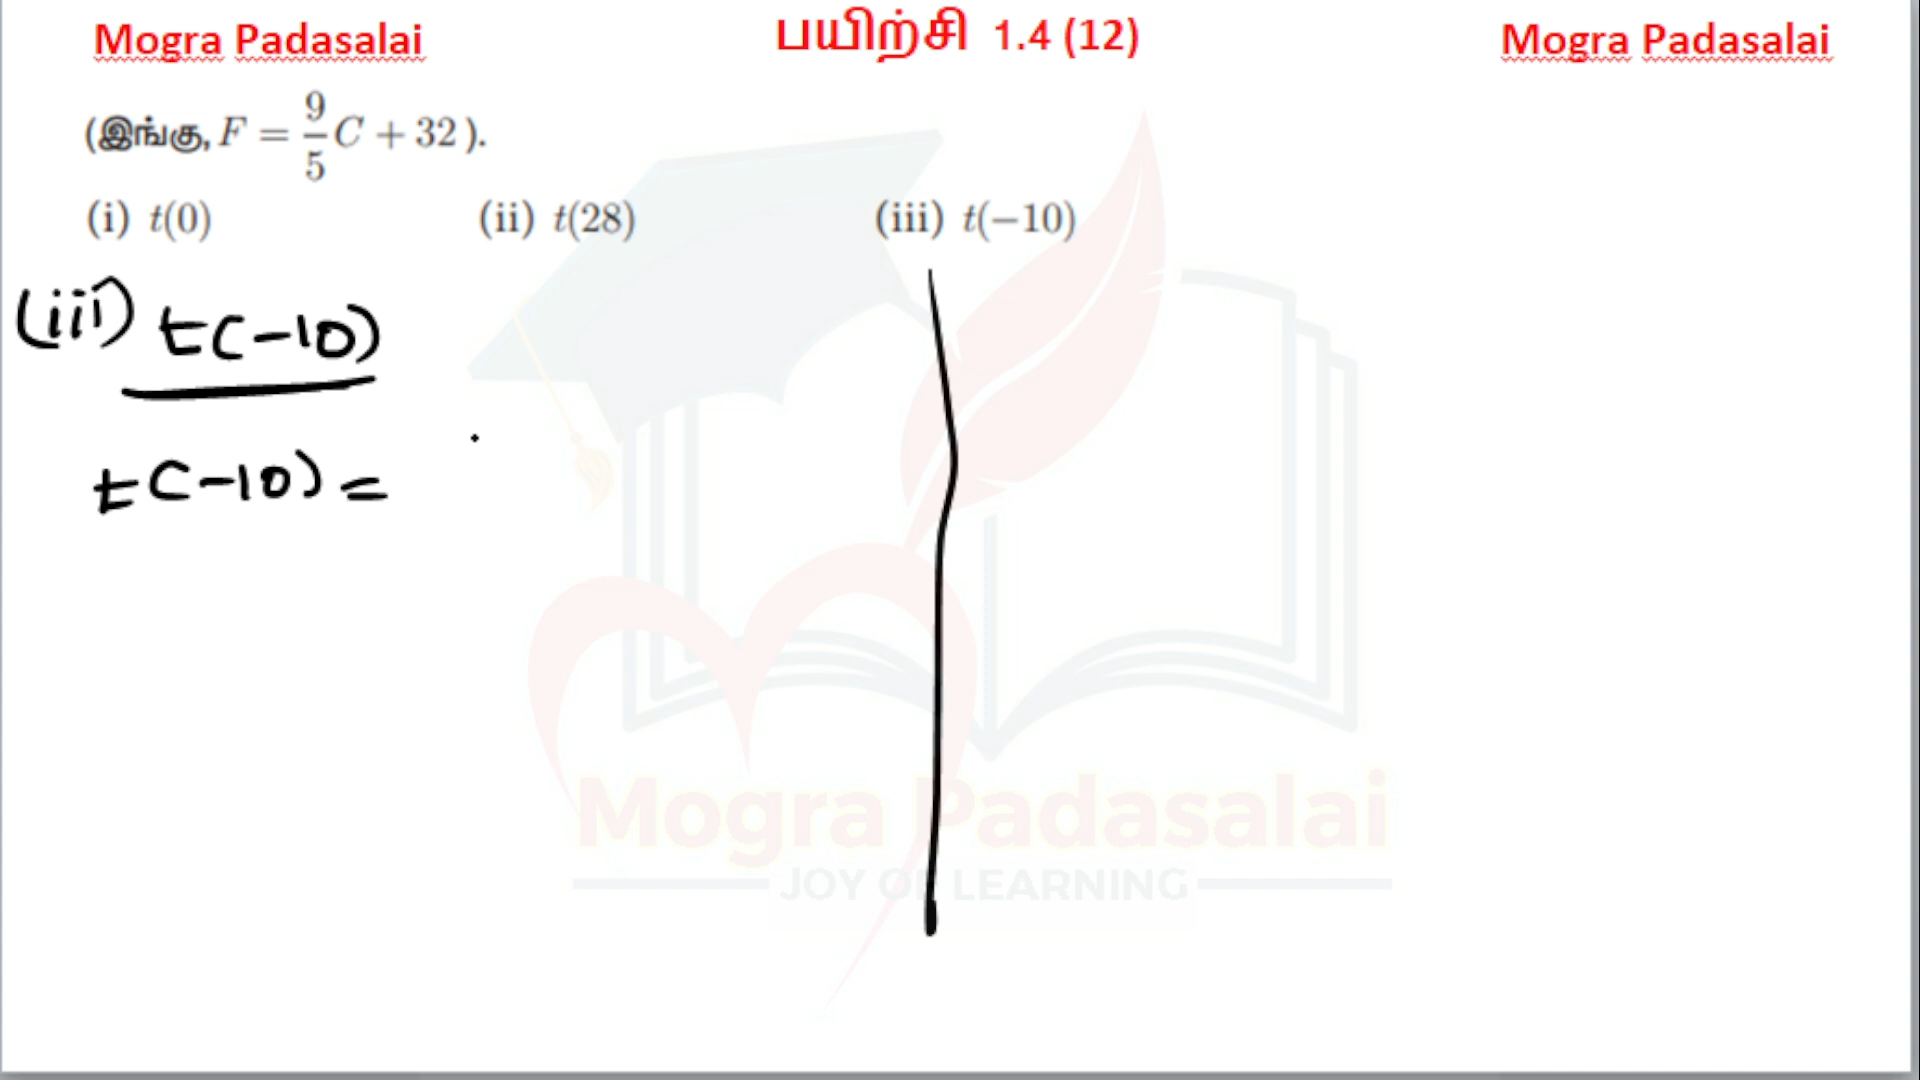 Mogra Padasalai பயிற்சி 1.4 (12) Mogra Padasalai
(இங்கு, F = 9/5 C + 32 ).
(i) t(0) (ii) t(28) (iii) t(−10)
(iii) t(-10)
t(-10) =
Mogra Padasalai
JOY OF LEARNING